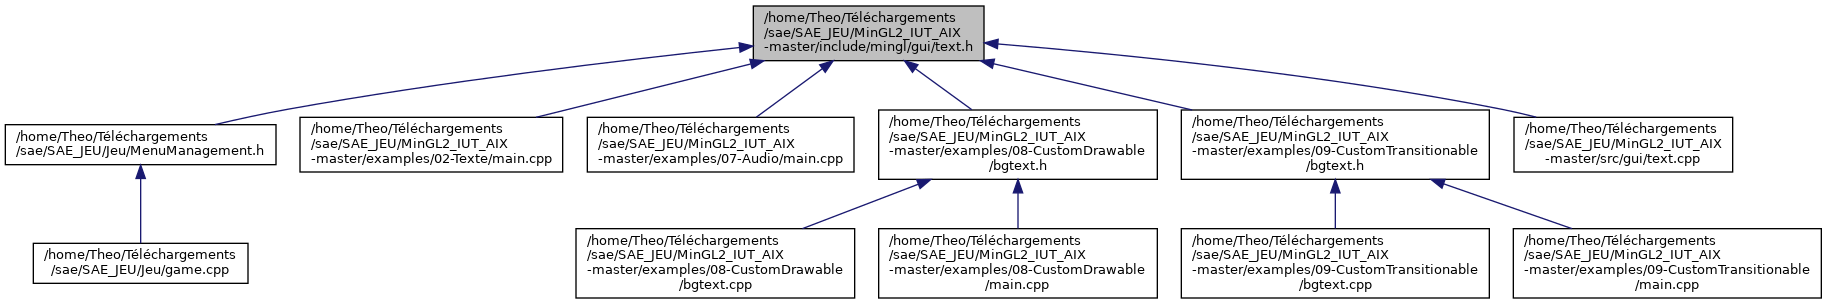 /home/Theo/Téléchargements
/sae/SAE_JEU/MinGL2_IUT_AIX
-master/include/mingl/gui/text.h
/home/Theo/Téléchargements
/sae/SAE_JEU/Jeu/MenuManagement.h
/home/Theo/Téléchargements
/sae/SAE_JEU/MinGL2_IUT_AIX
-master/examples/02-Texte/main.cpp
/home/Theo/Téléchargements
/sae/SAE_JEU/MinGL2_IUT_AIX
-master/examples/07-Audio/main.cpp
/home/Theo/Téléchargements
/sae/SAE_JEU/MinGL2_IUT_AIX
-master/examples/08-CustomDrawable
/bgtext.h
/home/Theo/Téléchargements
/sae/SAE_JEU/MinGL2_IUT_AIX
-master/examples/09-CustomTransitionable
/bgtext.h
/home/Theo/Téléchargements
/sae/SAE_JEU/MinGL2_IUT_AIX
-master/src/gui/text.cpp
/home/Theo/Téléchargements
/sae/SAE_JEU/Jeu/game.cpp
/home/Theo/Téléchargements
/sae/SAE_JEU/MinGL2_IUT_AIX
-master/examples/08-CustomDrawable
/bgtext.cpp
/home/Theo/Téléchargements
/sae/SAE_JEU/MinGL2_IUT_AIX
-master/examples/08-CustomDrawable
/main.cpp
/home/Theo/Téléchargements
/sae/SAE_JEU/MinGL2_IUT_AIX
-master/examples/09-CustomTransitionable
/bgtext.cpp
/home/Theo/Téléchargements
/sae/SAE_JEU/MinGL2_IUT_AIX
-master/examples/09-CustomTransitionable
/main.cpp